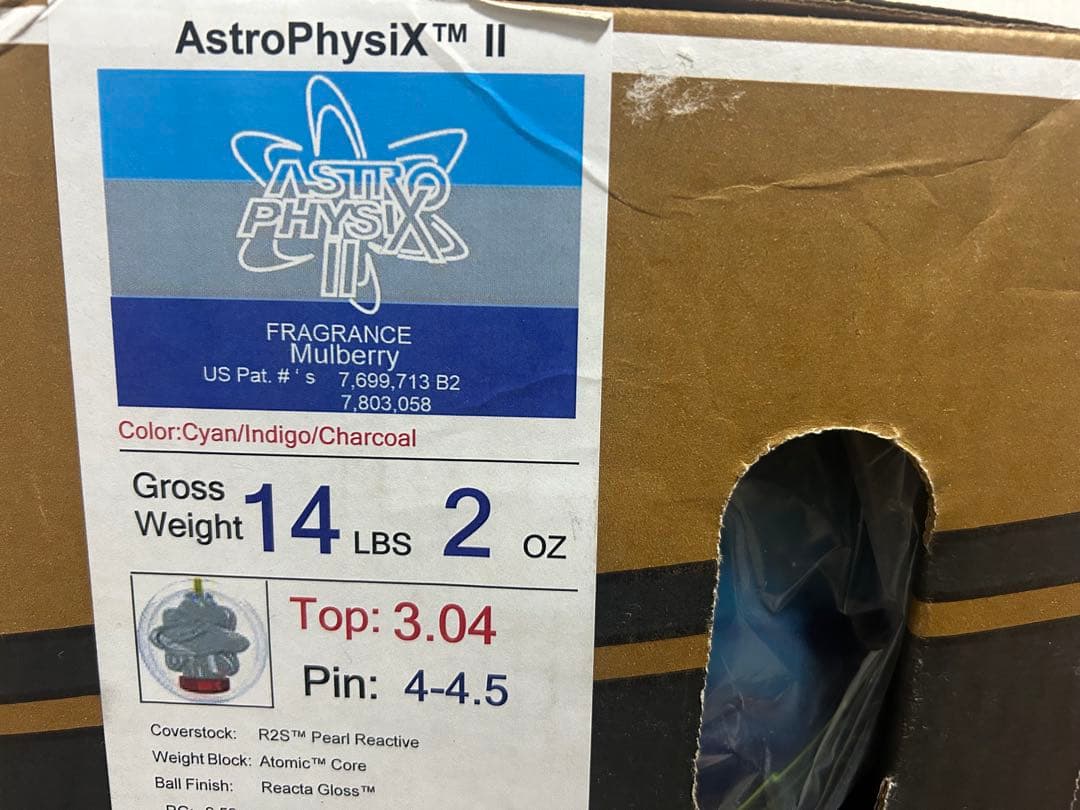 AstroPhysiX™ II
ASTRO
PHYSIX
II
FRAGRANCE
Mulberry
US Pat. #'s 7,699,713 B2
7,803,058
Color:Cyan/Indigo/Charcoal
Gross Weight 14 LBS 2 OZ
Top: 3.04
Pin: 4-4.5
Coverstock: R2S™ Pearl Reactive
Weight Block: Atomic™ Core
Ball Finish: Reacta Gloss™